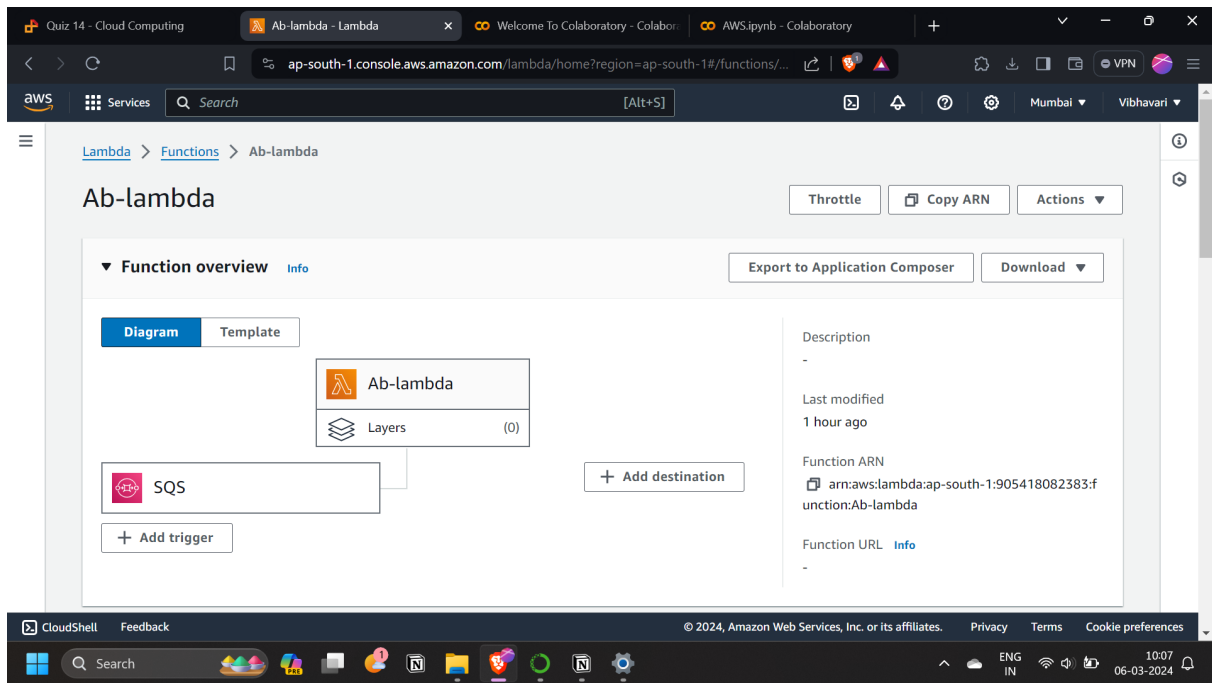 Quiz 14 - Cloud Computing
Ab-lambda - Lambda
Welcome To Colaboratory - Colabor
AWS.ipynb - Colaboratory
ap-south-1.console.aws.amazon.com/lambda/home?region=ap-south-1#/functions/...
1
VPN
aws
Services
Search
[Alt+S]
Mumbai
Vibhavari
Lambda
Functions
Ab-lambda
Ab-lambda
Throttle
Copy ARN
Actions
Function overview
Info
Export to Application Composer
Download
Diagram
Template
Ab-lambda
Layers
(0)
SQS
+ Add trigger
+ Add destination
Description
-
Last modified
1 hour ago
Function ARN
arn:aws:lambda:ap-south-1:905418082383:f
unction:Ab-lambda
Function URL
Info
-
CloudShell
Feedback
© 2024, Amazon Web Services, Inc. or its affiliates.
Privacy
Terms
Cookie preferences
Search
PRE
1
ENG
IN
10:07
06-03-2024